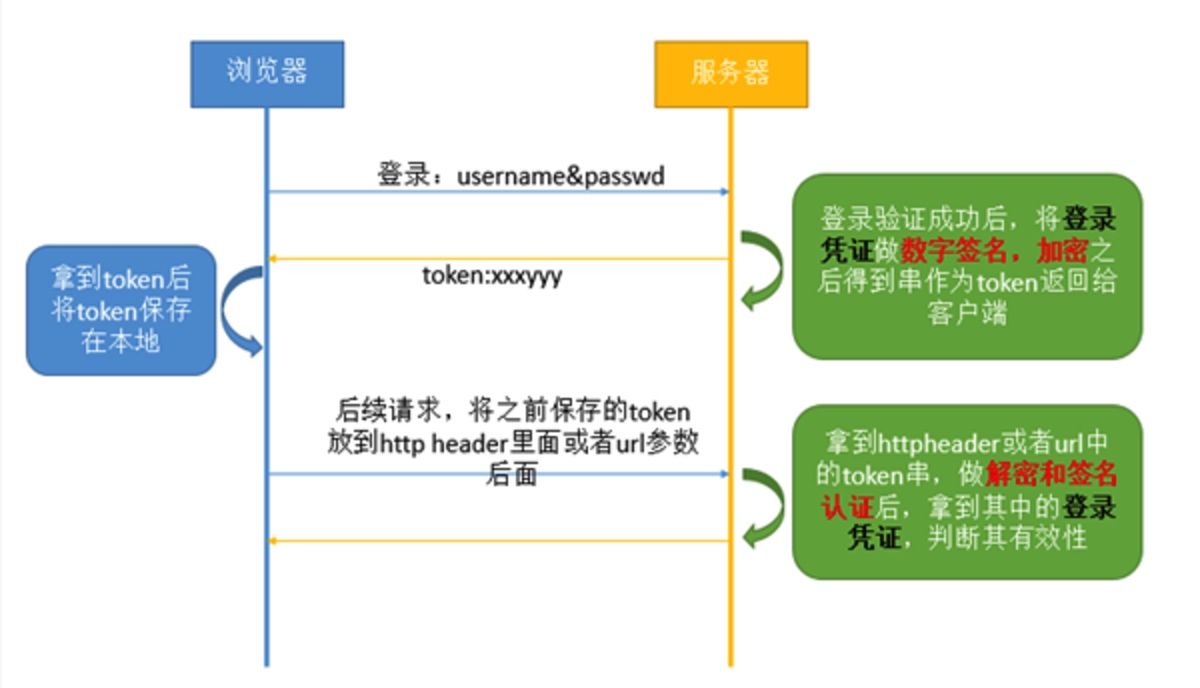 浏览器
服务器
登录：username&passwd
登录验证成功后，将登录
凭证做数字签名，加密之
后得到串作为token返回给
客户端
token:xxxyyy
拿到token后
将token保存
在本地
后续请求，将之前保存的token
放到http header里面或者url参数
后面
拿到httpheader或者url中
的token串，做解密和签名
认证后，拿到其中的登录
凭证，判断其有效性